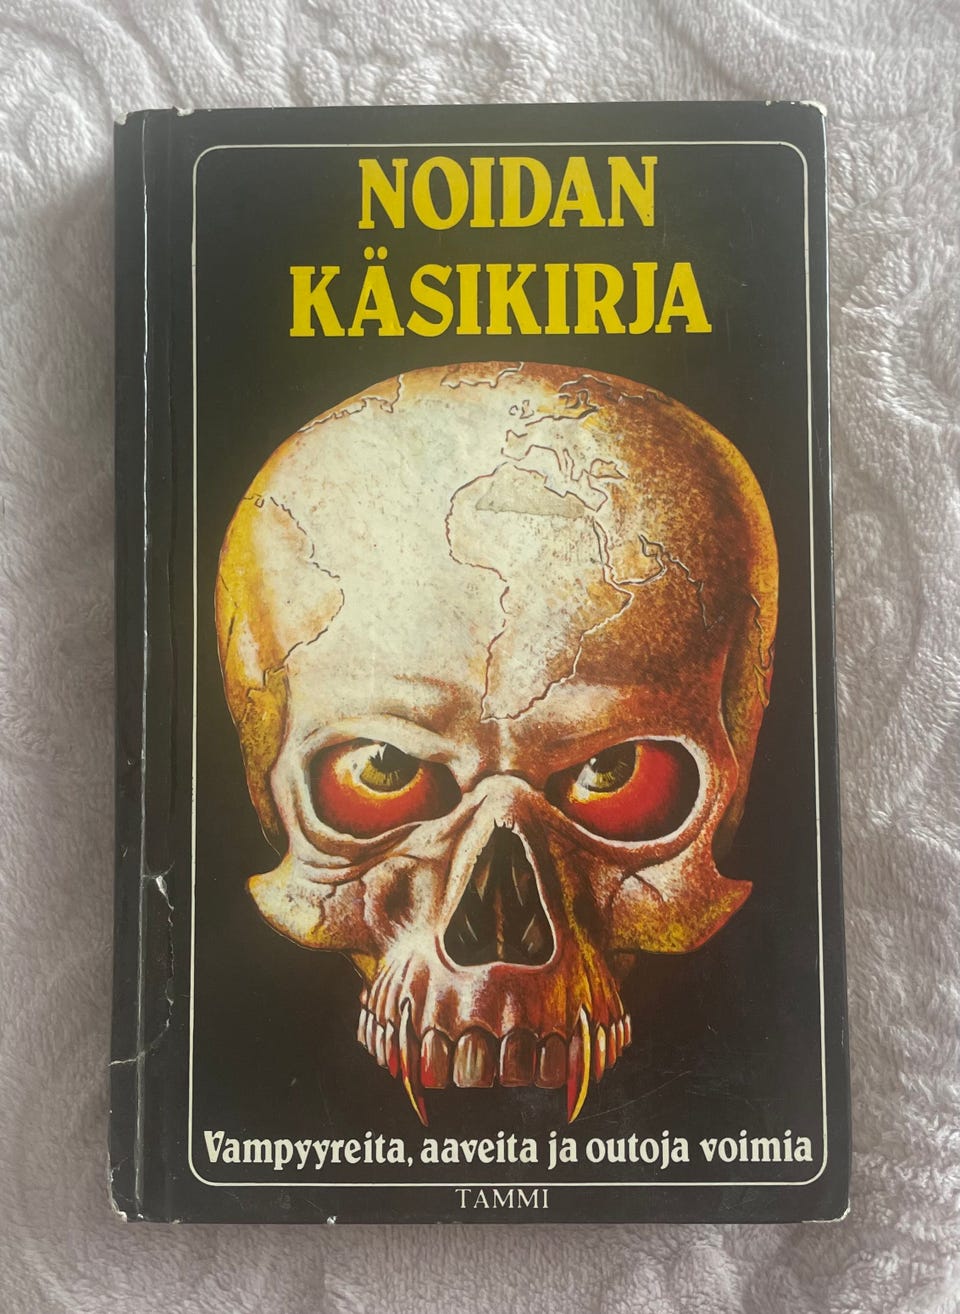 NOIDAN
KÄSIKIRJA
Vampyyreita, aaveita ja outoja voimia
TAMMI